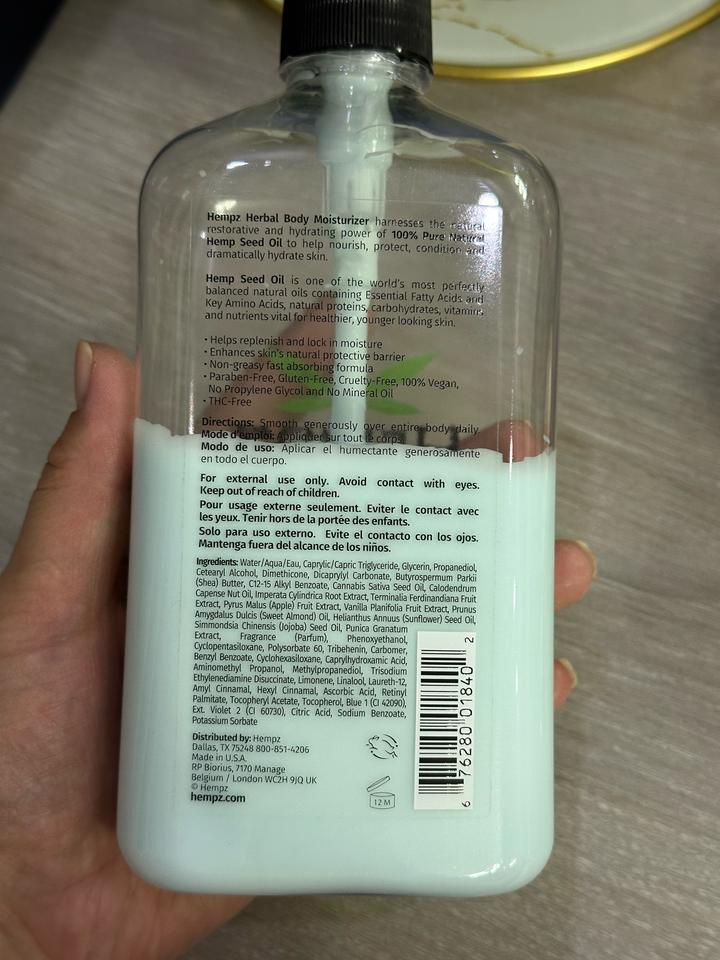 Hempz Herbal Body Moisturizer harnesses the natural
restorative and hydrating power of 100% Pure Natural
Hemp Seed Oil to help nourish, protect, condition and
dramatically hydrate skin.
Hemp Seed Oil is one of the world's most perfectly
balanced natural oils containing Essential Fatty Acids and
Key Amino Acids, natural proteins, carbohydrates, vitamins
and nutrients vital for healthier, younger looking skin.
• Helps replenish and lock in moisture
• Enhances skin's natural protective barrier
• Non-greasy fast absorbing formula
• Paraben-Free, Gluten-Free, Cruelty-Free, 100% Vegan,
No Propylene Glycol and No Mineral Oil
• THC-Free
Directions: Smooth generously over entire body daily.
Mode d'emploi: Appliquer sur tout le corps.
Modo de uso: Aplicar el humectante generosamente
en todo el cuerpo.
For external use only. Avoid contact with eyes.
Keep out of reach of children.
Pour usage externe seulement. Eviter le contact avec
les yeux. Tenir hors de la portée des enfants.
Solo para uso externo. Evite el contacto con los ojos.
Mantenga fuera del alcance de los niños.
Ingredients: Water/Aqua/Eau, Caprylic/Capric Triglyceride, Glycerin, Propanediol,
Cetearyl Alcohol, Dimethicone, Dicaprylyl Carbonate, Butyrospermum Parkii
(Shea) Butter, C12-15 Alkyl Benzoate, Cannabis Sativa Seed Oil, Calodendrum
Capense Nut Oil, Imperata Cylindrica Root Extract, Terminalia Ferdinandiana Fruit
Extract, Pyrus Malus (Apple) Fruit Extract, Vanilla Planifolia Fruit Extract, Prunus
Amygdalus Dulcis (Sweet Almond) Oil, Helianthus Annuus (Sunflower) Seed Oil,
Simmondsia Chinensis (Jojoba) Seed Oil, Punica Granatum
Extract, Fragrance (Parfum), Phenoxyethanol,
Cyclopentasiloxane, Polysorbate 60, Tribehenin, Carbomer,
Benzyl Benzoate, Cyclohexasiloxane, Caprylhydroxamic Acid,
Aminomethyl Propanol, Methylpropanediol, Trisodium
Ethylenediamine Disuccinate, Limonene, Linalool, Laureth-12,
Amyl Cinnamal, Hexyl Cinnamal, Ascorbic Acid, Retinyl
Palmitate, Tocopheryl Acetate, Tocopherol, Blue 1 (CI 42090),
Ext. Violet 2 (CI 60730), Citric Acid, Sodium Benzoate,
Potassium Sorbate
Distributed by: Hempz
Dallas, TX 75248 800-851-4206
Made in U.S.A.
RP Biorius, 7170 Manage
Belgium / London WC2H 9JQ UK
© Hempz
hempz.com
12 M
6 76280 01840 2